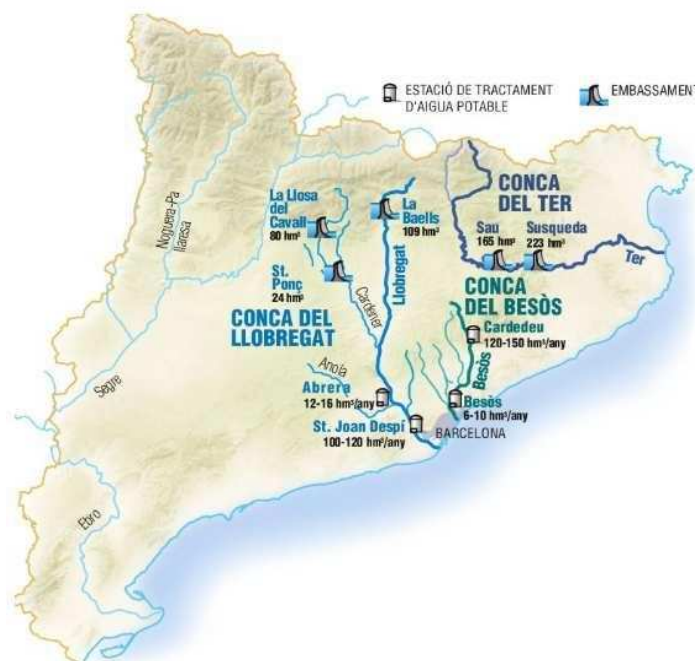 ESTACIÓ DE TRACTAMENT
D'AIGUA POTABLE
EMBASSAMENT
CONCA
DEL TER
La Llosa
del
Cavall
80 hm³
La
Baells
109 hm³
Sau
165 hm³
Susqueda
223 hm³
Ter
Noguera-Pa
llaresa
St.
Ponç
24 hm³
Llobregat
Cardener
CONCA DEL
LLOBREGAT
CONCA
DEL BESÒS
Cardedeu
120-150 hm³/any
Besòs
Anoia
Segre
Abrera
12-16 hm³/any
Besòs
6-10 hm³/any
St. Joan Despí
100-120 hm³/any
BARCELONA
Ebro